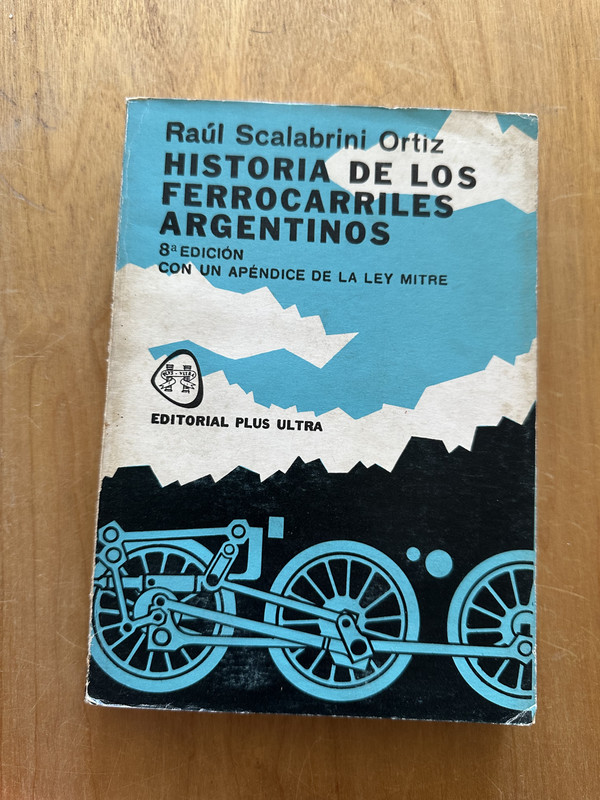 Raúl Scalabrini Ortiz
HISTORIA DE LOS
FERROCARRILES
ARGENTINOS
8ª EDICIÓN
CON UN APÉNDICE DE LA LEY MITRE
EDITORIAL PLUS ULTRA